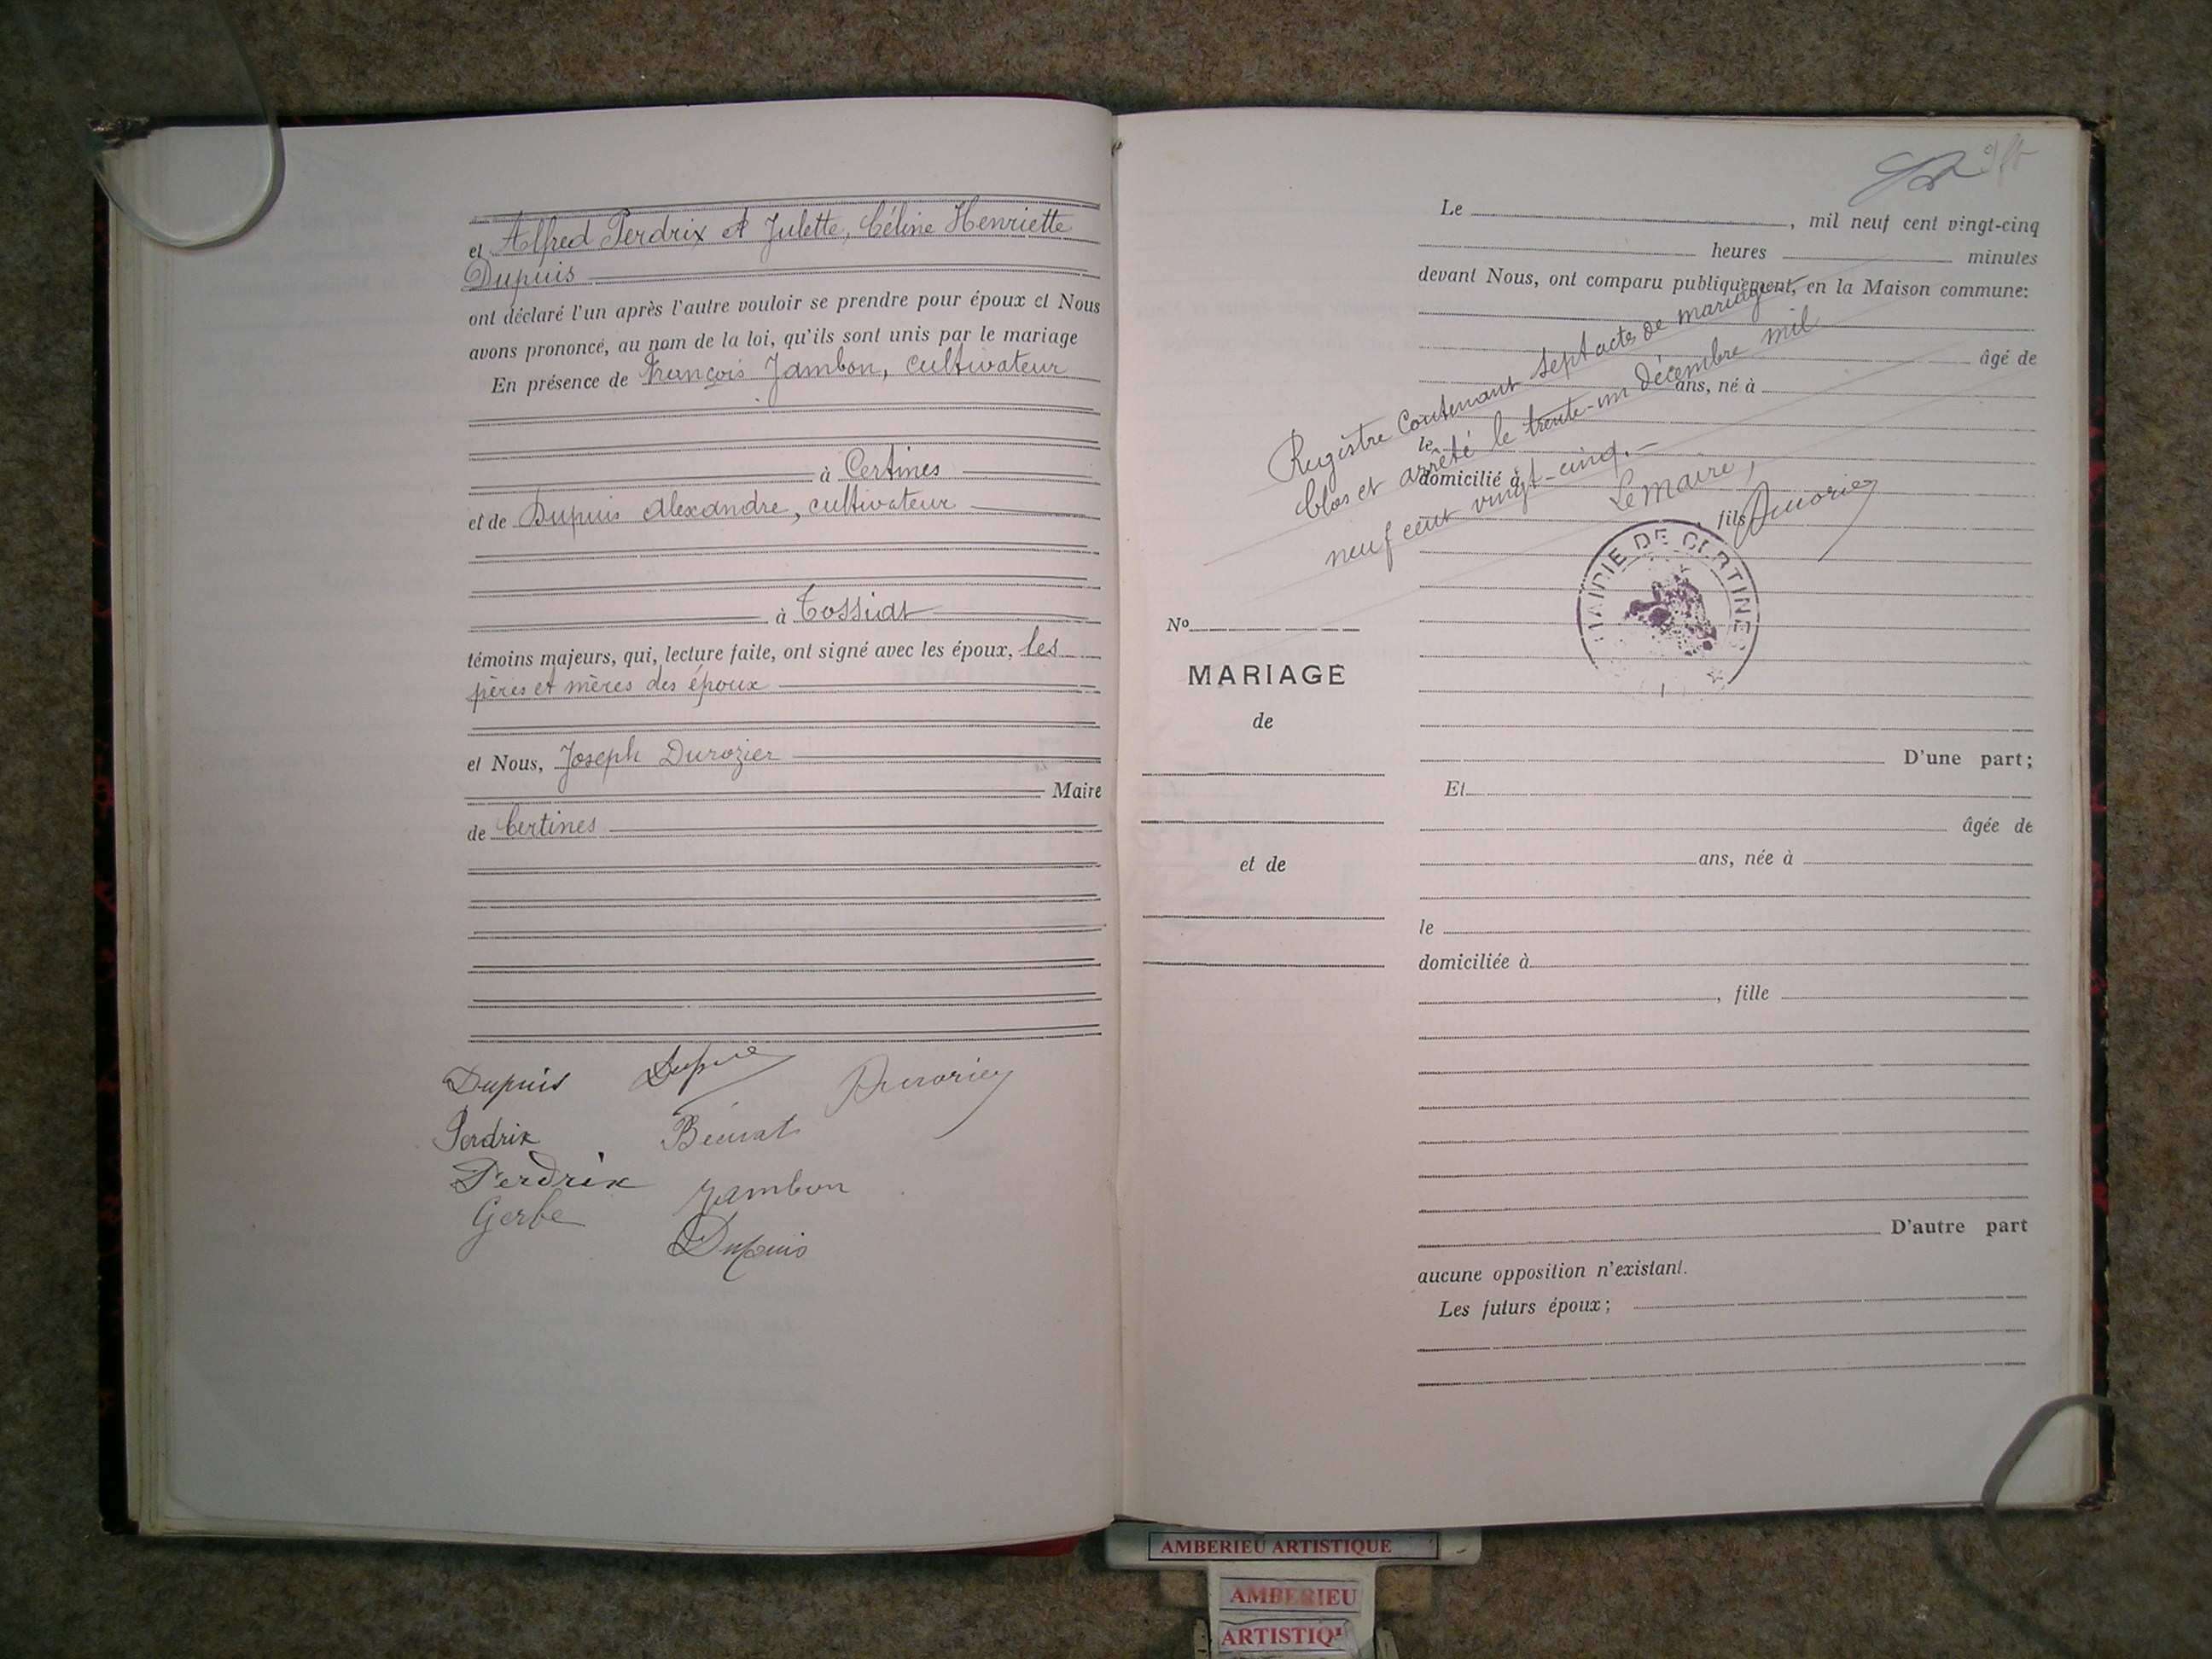 et Alfred Perdrix et Julette, Céline Henriette
Dupuis
ont déclaré l'un après l'autre vouloir se prendre pour époux et Nous
avons prononcé, au nom de la loi, qu'ils sont unis par le mariage
En présence de François Jambon, cultivateur
à Certines
et de Dupuis Alexandre, cultivateur
à Tossiat
témoins majeurs, qui, lecture faite, ont signé avec les époux, les
pères et mères des époux
et Nous, Joseph Durozier
Maire
de Certines
Dupuis
Perdrix
Perdrix
Gerbe
Jambon
Dupuis
Le , mil neuf cent vingt-cinq
heures minutes
devant Nous, ont comparu publiquement, en la Maison commune:
âgé de
ans, né à
le
domicilié à
, fils
Registre Contenant sept actes de mariage
Clos et arrêté le trente-un décembre mil
neuf cent vingt-cinq.-
Le Maire,
MAIRIE DE CERTINES
No
MARIAGE
de
et de
D'une part;
Et
âgée de
ans, née à
le
domiciliée à
, fille
D'autre part
aucune opposition n'existant.
Les futurs époux;
AMBERIEU ARTISTIQUE
AMBERIEU
ARTISTIQ